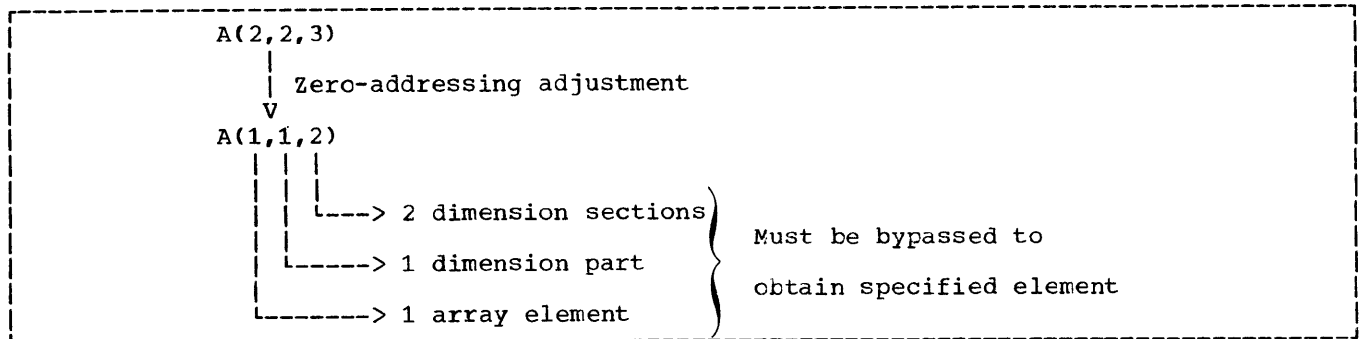 A(2,2,3)
Zero-addressing adjustment
V
A(1,1,2)
2 dimension sections
1 dimension part
1 array element
Must be bypassed to
obtain specified element